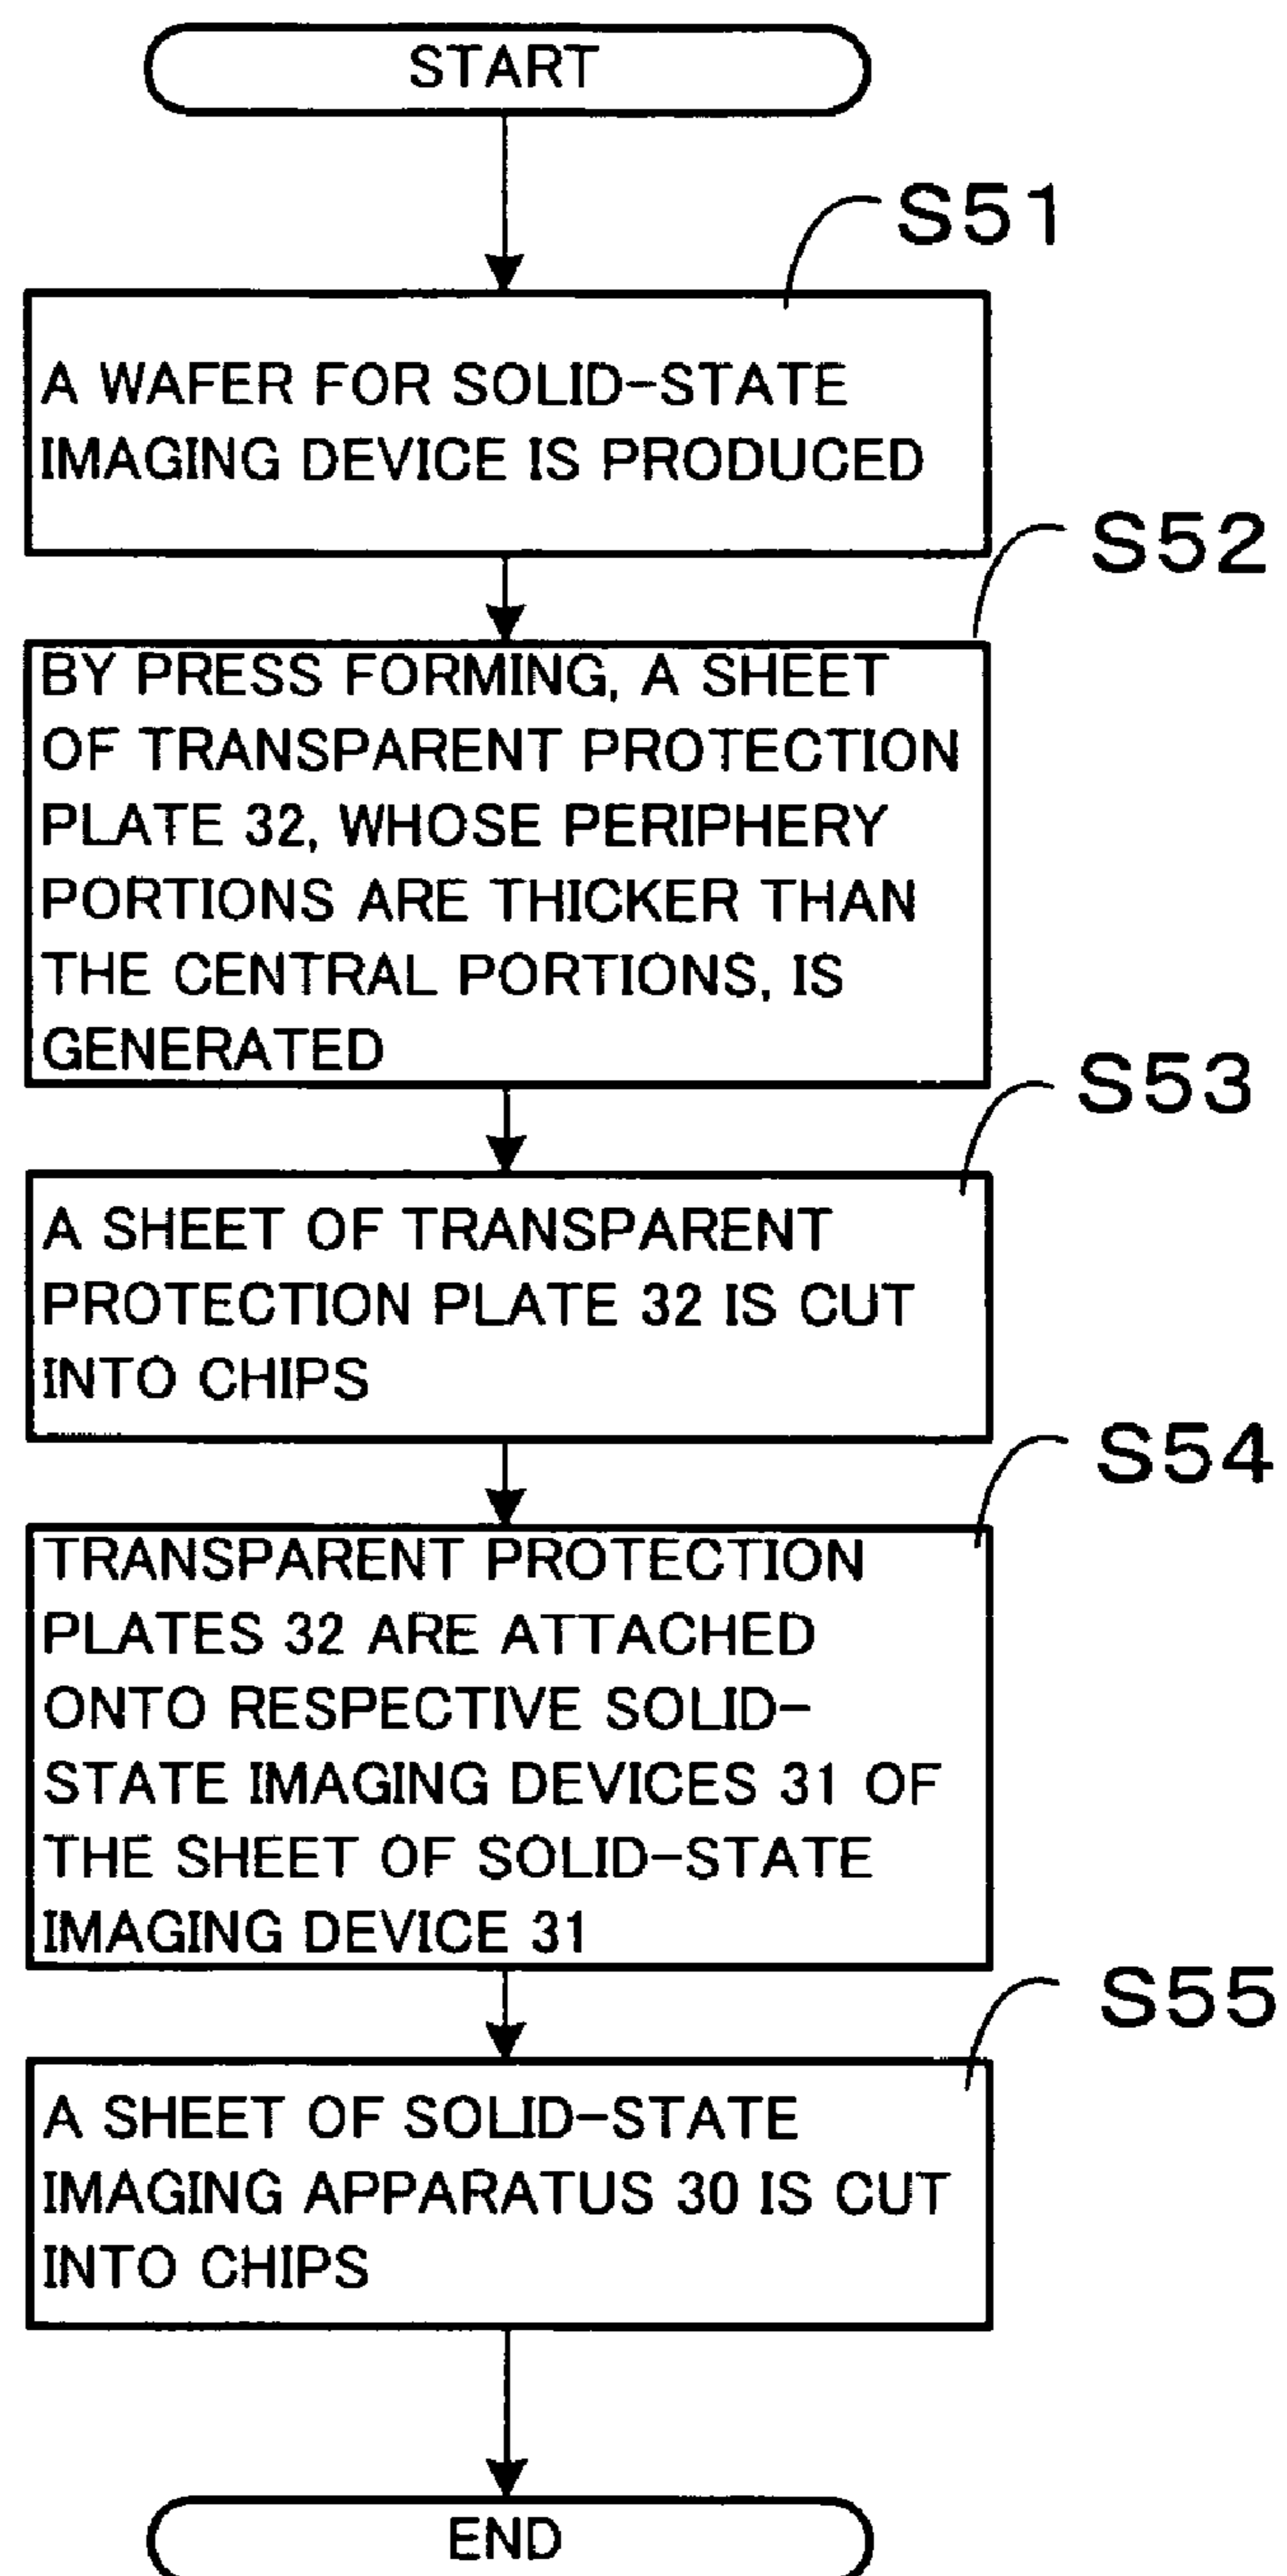 START
S51
A WAFER FOR SOLID-STATE
IMAGING DEVICE IS PRODUCED
S52
BY PRESS FORMING, A SHEET
OF TRANSPARENT PROTECTION
PLATE 32, WHOSE PERIPHERY
PORTIONS ARE THICKER THAN
THE CENTRAL PORTIONS, IS
GENERATED
S53
A SHEET OF TRANSPARENT
PROTECTION PLATE 32 IS CUT
INTO CHIPS
S54
TRANSPARENT PROTECTION
PLATES 32 ARE ATTACHED
ONTO RESPECTIVE SOLID-
STATE IMAGING DEVICES 31 OF
THE SHEET OF SOLID-STATE
IMAGING DEVICE 31
S55
A SHEET OF SOLID-STATE
IMAGING APPARATUS 30 IS CUT
INTO CHIPS
END